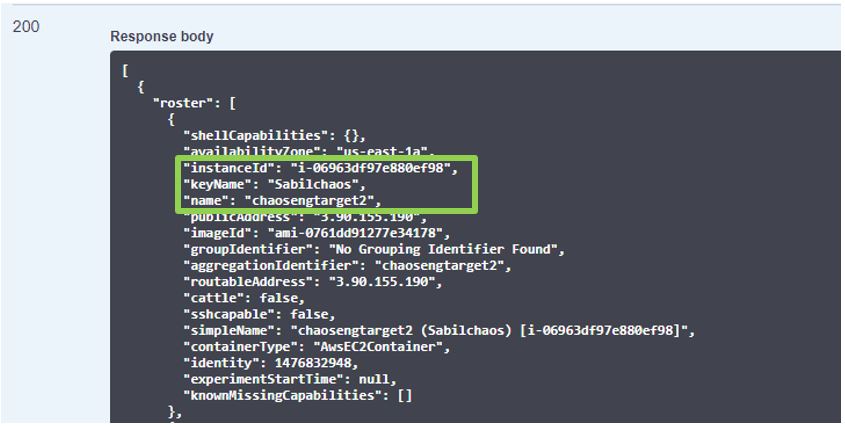 200
Response body
[
  {
    "roster": [
      {
        "shellCapabilities": {},
        "availabilityZone": "us-east-1a",
        "instanceId": "i-06963df97e880ef98",
        "keyName": "Sabilchaos",
        "name": "chaosengtarget2",
        "publicAddress": "3.90.155.190",
        "imageId": "ami-0761dd91277e34178",
        "groupIdentifier": "No Grouping Identifier Found",
        "aggregationIdentifier": "chaosengtarget2",
        "routableAddress": "3.90.155.190",
        "cattle": false,
        "sshcapable": false,
        "simpleName": "chaosengtarget2 (Sabilchaos) [i-06963df97e880ef98]",
        "containerType": "AwsEC2Container",
        "identity": 1476832948,
        "experimentStartTime": null,
        "knownMissingCapabilities": []
      },